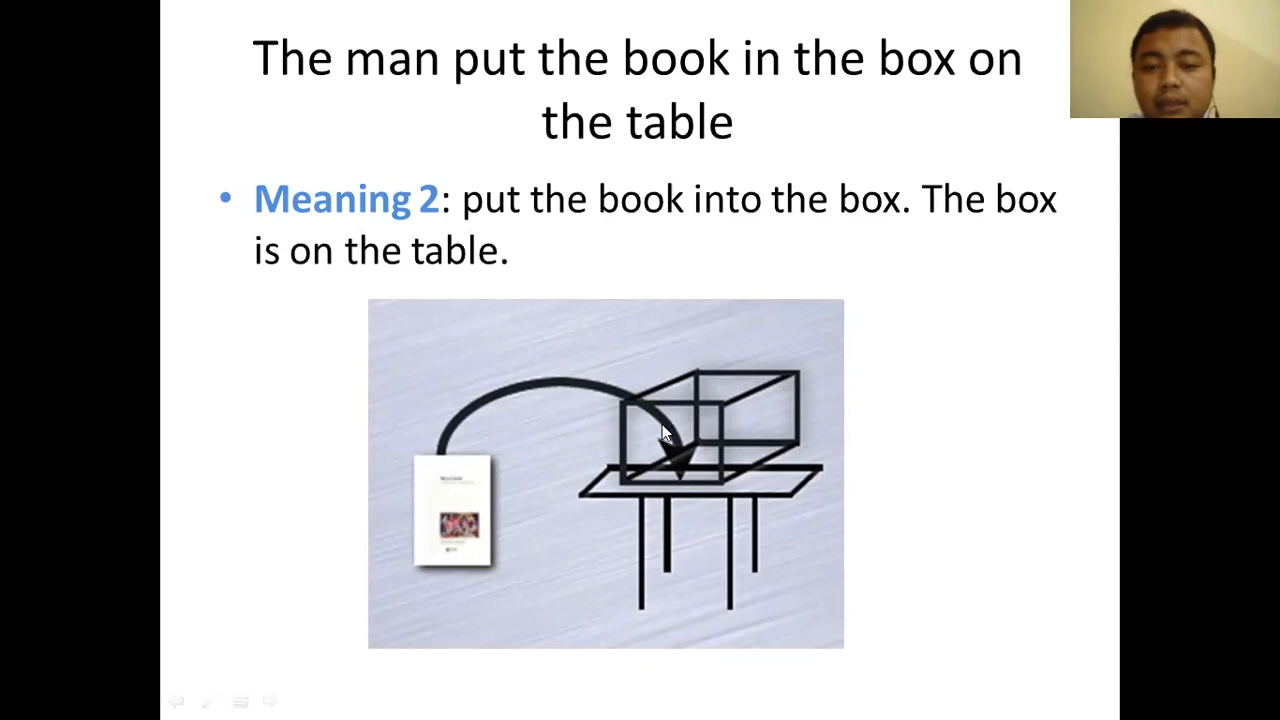 The man put the book in the box on
the table
• Meaning 2: put the book into the box. The box
is on the table.